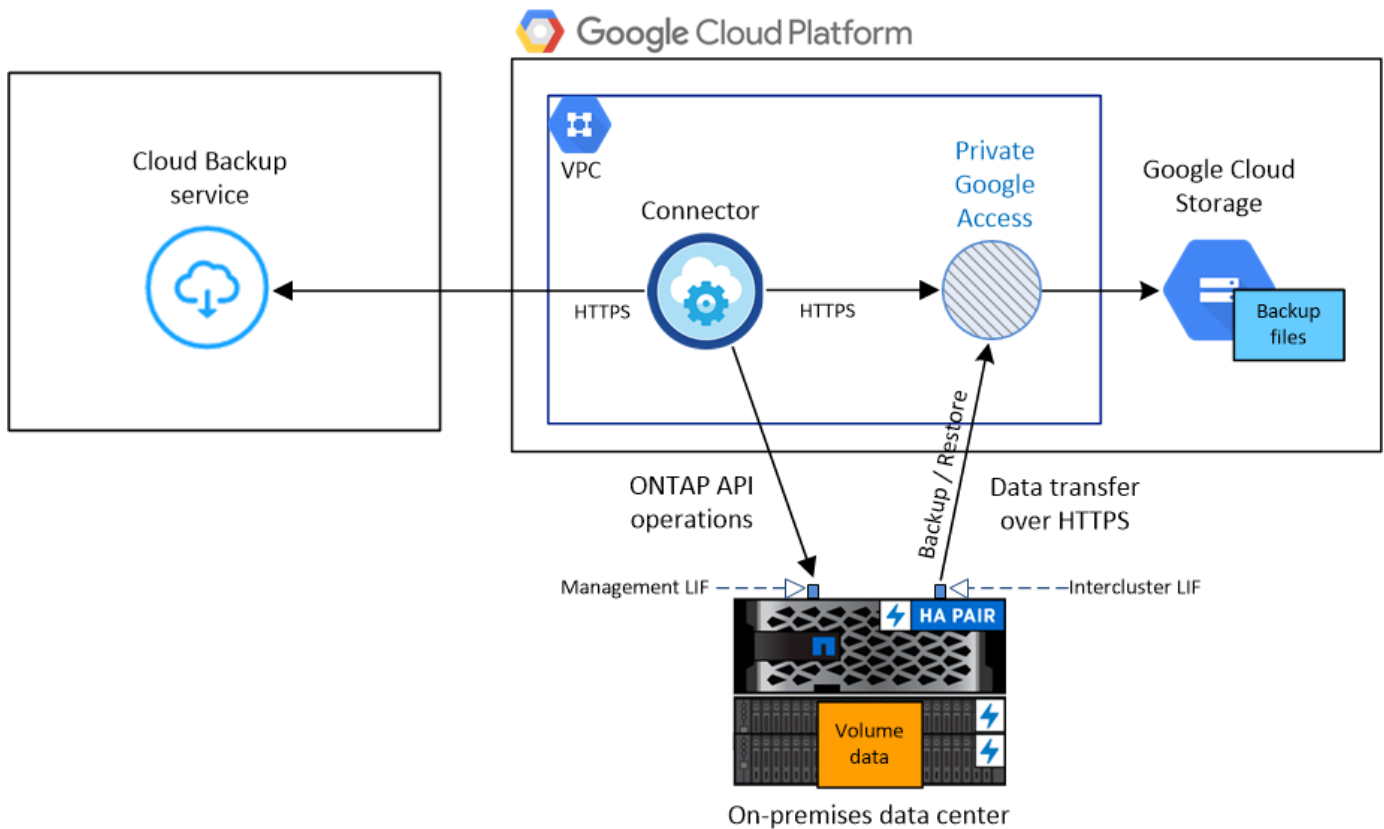 Google Cloud Platform
Cloud Backup
service
VPC
Connector
Private
Google
Access
Google Cloud
Storage
HTTPS
HTTPS
Backup
files
Backup / Restore
ONTAP API
operations
Data transfer
over HTTPS
Management LIF
Intercluster LIF
HA PAIR
Volume
data
On-premises data center